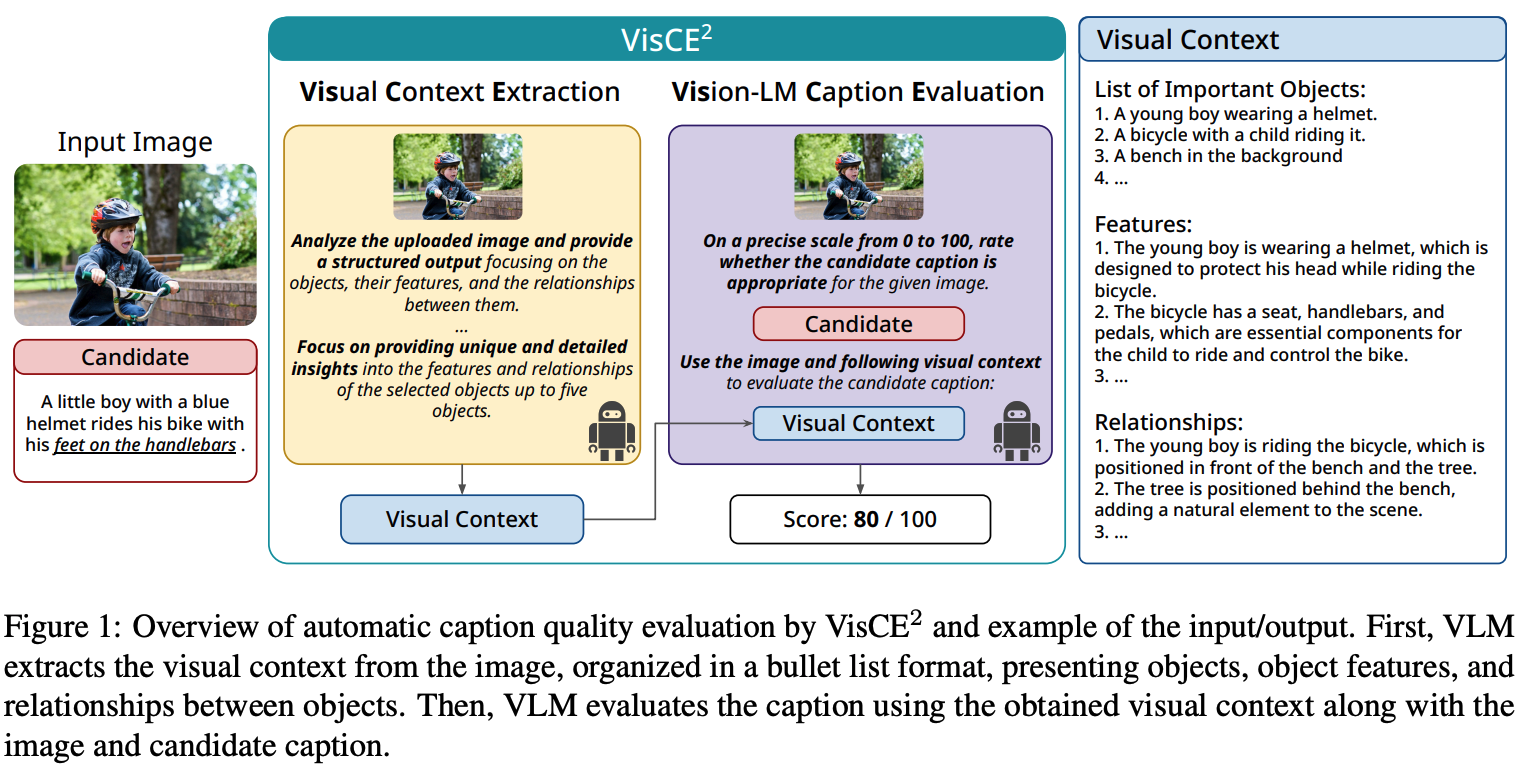 VisCE²
Input Image
Candidate
A little boy with a blue
helmet rides his bike with
his feet on the handlebars .
Visual Context Extraction
Analyze the uploaded image and provide
a structured output focusing on the
objects, their features, and the relationships
between them.
...
Focus on providing unique and detailed
insights into the features and relationships
of the selected objects up to five
objects.
Visual Context
Vision-LM Caption Evaluation
On a precise scale from 0 to 100, rate
whether the candidate caption is
appropriate for the given image.
Candidate
Use the image and following visual context
to evaluate the candidate caption:
Visual Context
Score: 80 / 100
Visual Context
List of Important Objects:
1. A young boy wearing a helmet.
2. A bicycle with a child riding it.
3. A bench in the background
4. ...
Features:
1. The young boy is wearing a helmet, which is
designed to protect his head while riding the
bicycle.
2. The bicycle has a seat, handlebars, and
pedals, which are essential components for
the child to ride and control the bike.
3. ...
Relationships:
1. The young boy is riding the bicycle, which is
positioned in front of the bench and the tree.
2. The tree is positioned behind the bench,
adding a natural element to the scene.
3. ...
Figure 1: Overview of automatic caption quality evaluation by VisCE² and example of the input/output. First, VLM
extracts the visual context from the image, organized in a bullet list format, presenting objects, object features, and
relationships between objects. Then, VLM evaluates the caption using the obtained visual context along with the
image and candidate caption.